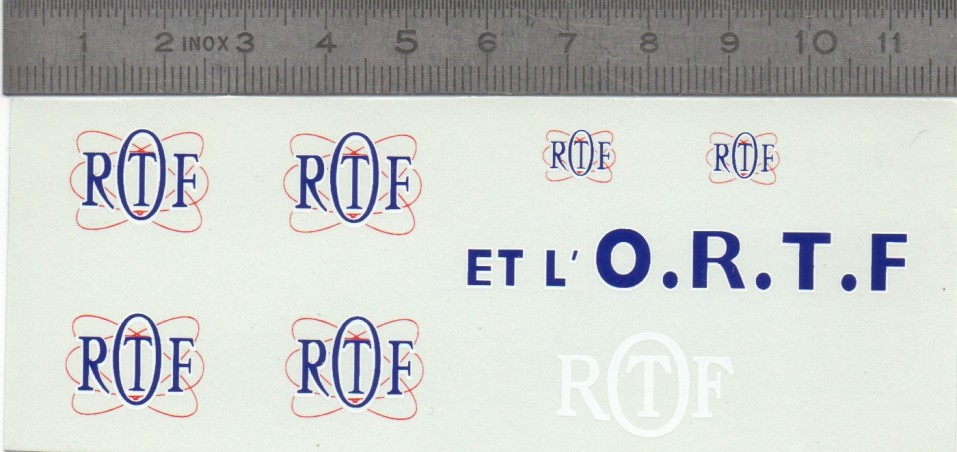 1 2 INOX 3 4 5 6 7 8 9 10 11
RTF RTF RTF RTF
ET L' O.R.T.F
RTF RTF RTF